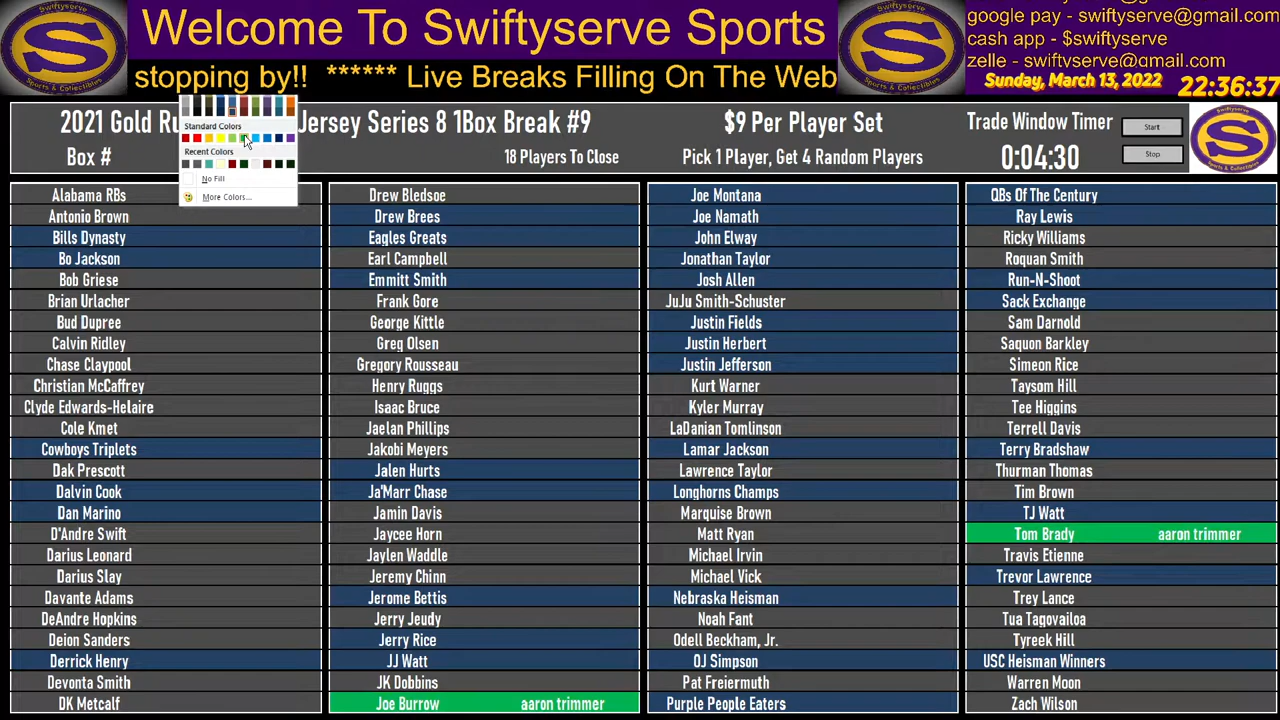 Welcome To Swiftyserve Sports
stopping by!! ****** Live Breaks Filling On The Web
google pay - swiftyserve@gmail.com
cash app - $swiftyserve
zelle - swiftyserve@gmail.com
Sunday, March 13, 2022 22:36:37
S
Sports & Collectibles
S
2021 Gold Ru Jersey Series 8 1Box Break #9
Box #
18 Players To Close
$9 Per Player Set
Pick 1 Player, Get 4 Random Players
Trade Window Timer
0:04:30
Start
Stop
S
Standard Colors
Recent Colors
No Fill
More Colors...
Alabama RBs
Antonio Brown
Bills Dynasty
Bo Jackson
Bob Griese
Brian Urlacher
Bud Dupree
Calvin Ridley
Chase Claypool
Christian McCaffrey
Clyde Edwards-Helaire
Cole Kmet
Cowboys Triplets
Dak Prescott
Dalvin Cook
Dan Marino
D'Andre Swift
Darius Leonard
Darius Slay
Davante Adams
DeAndre Hopkins
Deion Sanders
Derrick Henry
Devonta Smith
DK Metcalf
Drew Bledsoe
Drew Brees
Eagles Greats
Earl Campbell
Emmitt Smith
Frank Gore
George Kittle
Greg Olsen
Gregory Rousseau
Henry Ruggs
Isaac Bruce
Jaelan Phillips
Jakobi Meyers
Jalen Hurts
Ja'Marr Chase
Jamin Davis
Jaycee Horn
Jaylen Waddle
Jeremy Chinn
Jerome Bettis
Jerry Jeudy
Jerry Rice
JJ Watt
JK Dobbins
Joe Burrow aaron trimmer
Joe Montana
Joe Namath
John Elway
Jonathan Taylor
Josh Allen
JuJu Smith-Schuster
Justin Fields
Justin Herbert
Justin Jefferson
Kurt Warner
Kyler Murray
LaDanian Tomlinson
Lamar Jackson
Lawrence Taylor
Longhorns Champs
Marquise Brown
Matt Ryan
Michael Irvin
Michael Vick
Nebraska Heisman
Noah Fant
Odell Beckham, Jr.
OJ Simpson
Pat Freiermuth
Purple People Eaters
QBs Of The Century
Ray Lewis
Ricky Williams
Roquan Smith
Run-N-Shoot
Sack Exchange
Sam Darnold
Saquon Barkley
Simeon Rice
Taysom Hill
Tee Higgins
Terrell Davis
Terry Bradshaw
Thurman Thomas
Tim Brown
TJ Watt
Tom Brady aaron trimmer
Travis Etienne
Trevor Lawrence
Trey Lance
Tua Tagovailoa
Tyreek Hill
USC Heisman Winners
Warren Moon
Zach Wilson